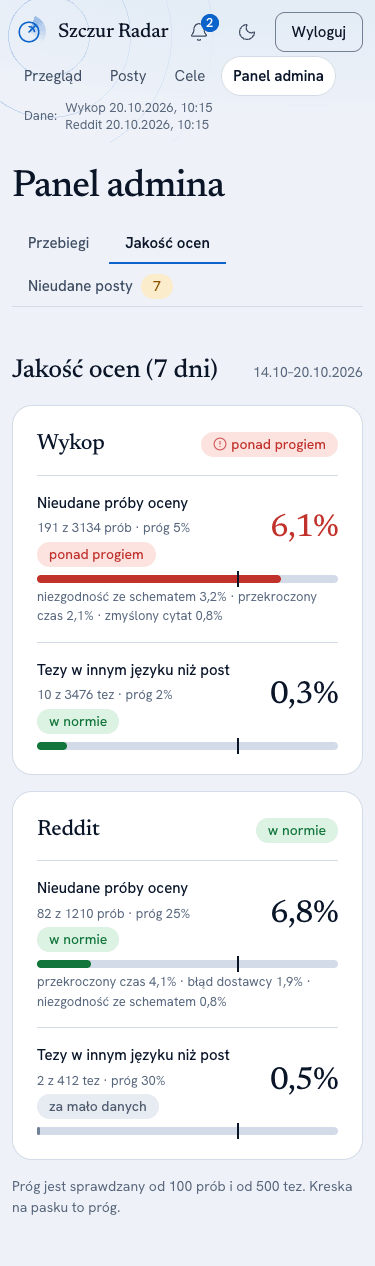 Szczur Radar
2
Wyloguj
Przegląd
Posty
Cele
Panel admina
Dane:
Wykop 20.10.2026, 10:15
Reddit 20.10.2026, 10:15
Panel admina
Przebiegi
Jakość ocen
Nieudane posty 7
Jakość ocen (7 dni)
14.10–20.10.2026
Wykop
ponad progiem
Nieudane próby oceny
191 z 3134 prób · próg 5%
ponad progiem
6,1%
niezgodność ze schematem 3,2% · przekroczony
czas 2,1% · zmyślony cytat 0,8%
Tezy w innym języku niż post
10 z 3476 tez · próg 2%
w normie
0,3%
Reddit
w normie
Nieudane próby oceny
82 z 1210 prób · próg 25%
w normie
6,8%
przekroczony czas 4,1% · błąd dostawcy 1,9% ·
niezgodność ze schematem 0,8%
Tezy w innym języku niż post
2 z 412 tez · próg 30%
za mało danych
0,5%
Próg jest sprawdzany od 100 prób i od 500 tez. Kreska
na pasku to próg.